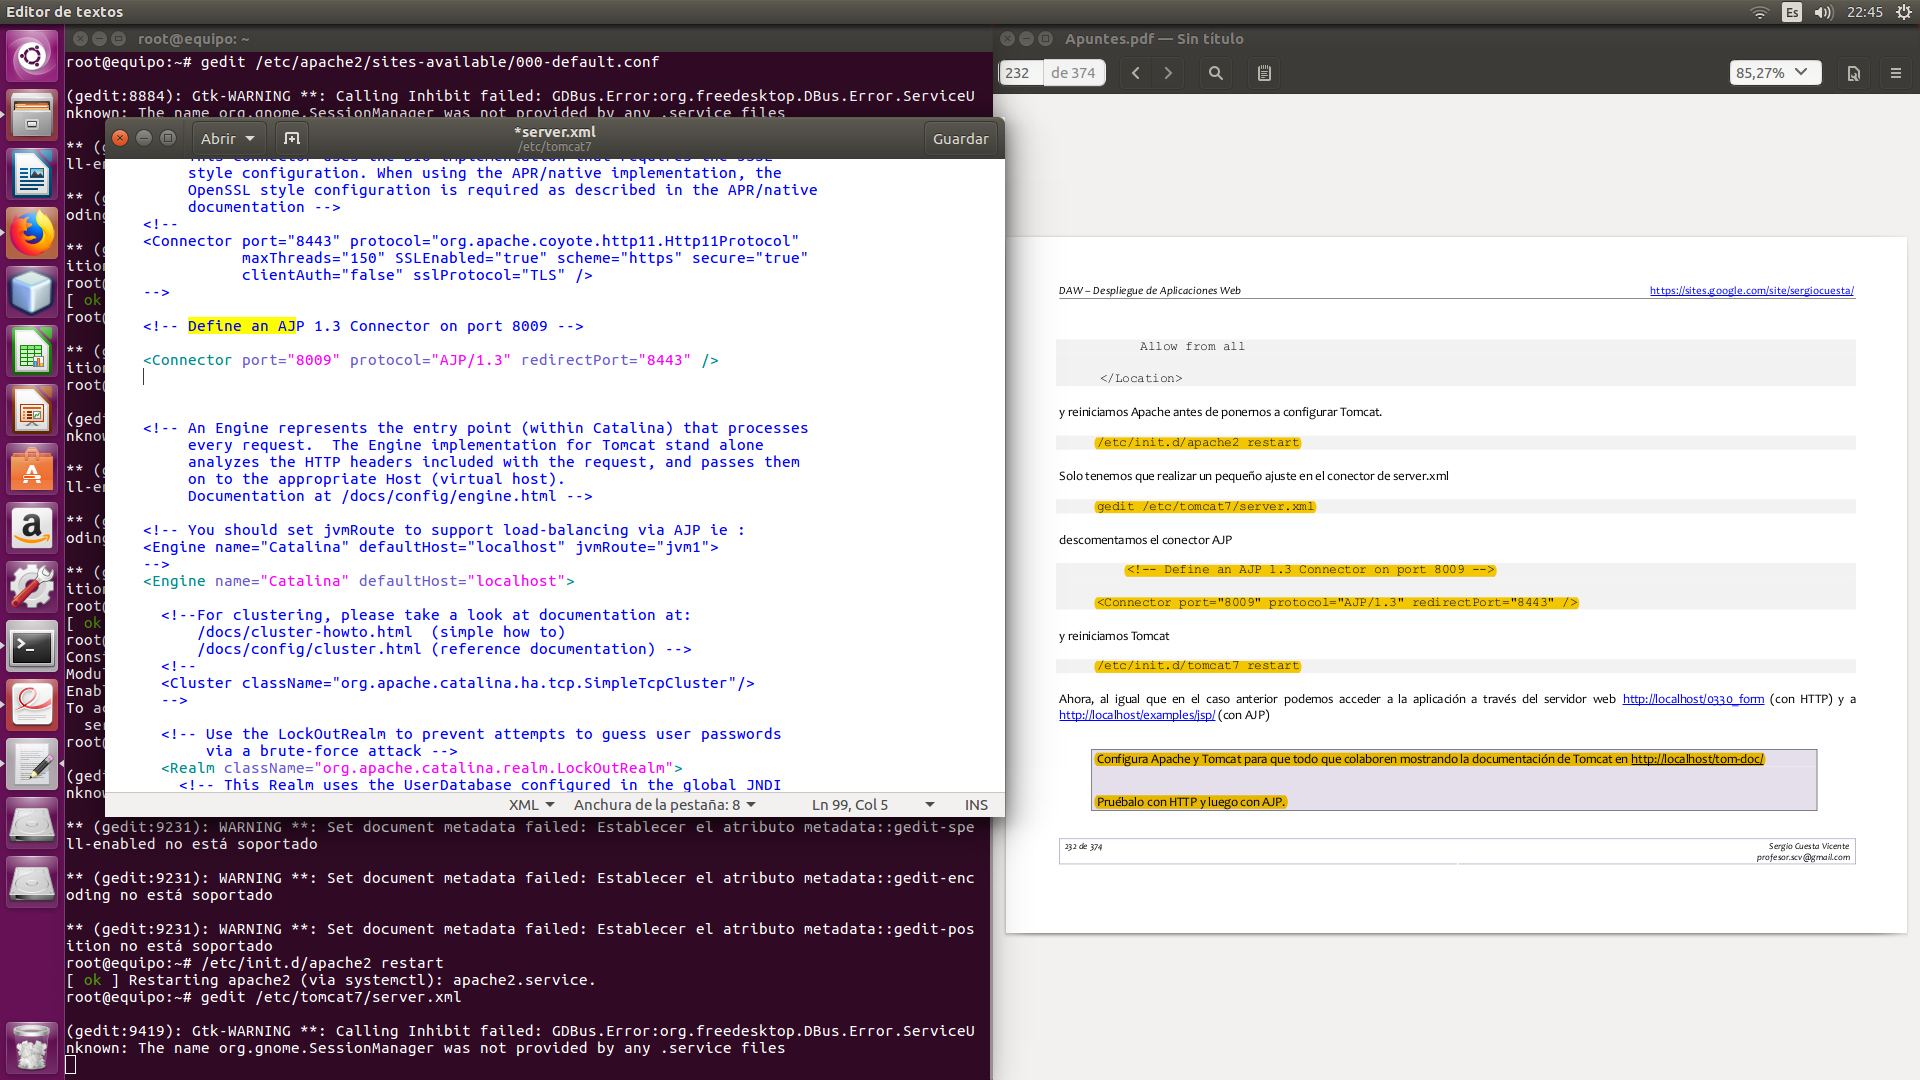 Editor de textos
Es
22:45
root@equipo: ~
root@equipo:~# gedit /etc/apache2/sites-available/000-default.conf
(gedit:8884): Gtk-WARNING **: Calling Inhibit failed: GDBus.Error:org.freedesktop.DBus.Error.ServiceU
nknown: The name org.gnome.SessionManager was not provided by any .service files
** (g
ll-en
** (g
oding
** (g
ition
root@
[ ok
root@
** (g
ition
root@
(ged
nknow
** (g
ll-en
** (g
oding
** (g
ition
root@
[ ok
root@
Cons
Modul
Enabl
To ac
se
root@
(ged
nknow
Abrir
*server.xml
/etc/tomcat7
Guardar
style configuration. When using the APR/native implementation, the
OpenSSL style configuration is required as described in the APR/native
documentation -->
<!--
<Connector port="8443" protocol="org.apache.coyote.http11.Http11Protocol"
maxThreads="150" SSLEnabled="true" scheme="https" secure="true"
clientAuth="false" sslProtocol="TLS" />
-->
<!-- Define an AJP 1.3 Connector on port 8009 -->
<Connector port="8009" protocol="AJP/1.3" redirectPort="8443" />
<!-- An Engine represents the entry point (within Catalina) that processes
every request.  The Engine implementation for Tomcat stand alone
analyzes the HTTP headers included with the request, and passes them
on to the appropriate Host (virtual host).
Documentation at /docs/config/engine.html -->
<!-- You should set jvmRoute to support load-balancing via AJP ie :
<Engine name="Catalina" defaultHost="localhost" jvmRoute="jvm1">
-->
<Engine name="Catalina" defaultHost="localhost">
<!--For clustering, please take a look at documentation at:
/docs/cluster-howto.html  (simple how to)
/docs/config/cluster.html (reference documentation) -->
<!--
<Cluster className="org.apache.catalina.ha.tcp.SimpleTcpCluster"/>
-->
<!-- Use the LockOutRealm to prevent attempts to guess user passwords
via a brute-force attack -->
<Realm className="org.apache.catalina.realm.LockOutRealm">
<!-- This Realm uses the UserDatabase configured in the global JNDI
XML
Anchura de la pestaña: 8
Ln 99, Col 5
INS
** (gedit:9231): WARNING **: Set document metadata failed: Establecer el atributo metadata::gedit-spe
ll-enabled no está soportado
** (gedit:9231): WARNING **: Set document metadata failed: Establecer el atributo metadata::gedit-enc
oding no está soportado
** (gedit:9231): WARNING **: Set document metadata failed: Establecer el atributo metadata::gedit-pos
ition no está soportado
root@equipo:~# /etc/init.d/apache2 restart
[ ok ] Restarting apache2 (via systemctl): apache2.service.
root@equipo:~# gedit /etc/tomcat7/server.xml
(gedit:9419): Gtk-WARNING **: Calling Inhibit failed: GDBus.Error:org.freedesktop.DBus.Error.ServiceU
nknown: The name org.gnome.SessionManager was not provided by any .service files
Apuntes.pdf — Sin título
232
de 374
85,27%
DAW – Despliegue de Aplicaciones Web
https://sites.google.com/site/sergiocuesta/
Allow from all
</Location>
y reiniciamos Apache antes de ponernos a configurar Tomcat.
/etc/init.d/apache2 restart
Solo tenemos que realizar un pequeño ajuste en el conector de server.xml
gedit /etc/tomcat7/server.xml
descomentamos el conector AJP
<!-- Define an AJP 1.3 Connector on port 8009 -->
<Connector port="8009" protocol="AJP/1.3" redirectPort="8443" />
y reiniciamos Tomcat
/etc/init.d/tomcat7 restart
Ahora, al igual que en el caso anterior podemos acceder a la aplicación a través del servidor web http://localhost/0330_form (con HTTP) y a
http://localhost/examples/jsp/ (con AJP)
Configura Apache y Tomcat para que todo que colaboren mostrando la documentación de Tomcat en http://localhost/tom-doc/
Pruébalo con HTTP y luego con AJP.
232 de 374
Sergio Cuesta Vicente
profesor.scv@gmail.com